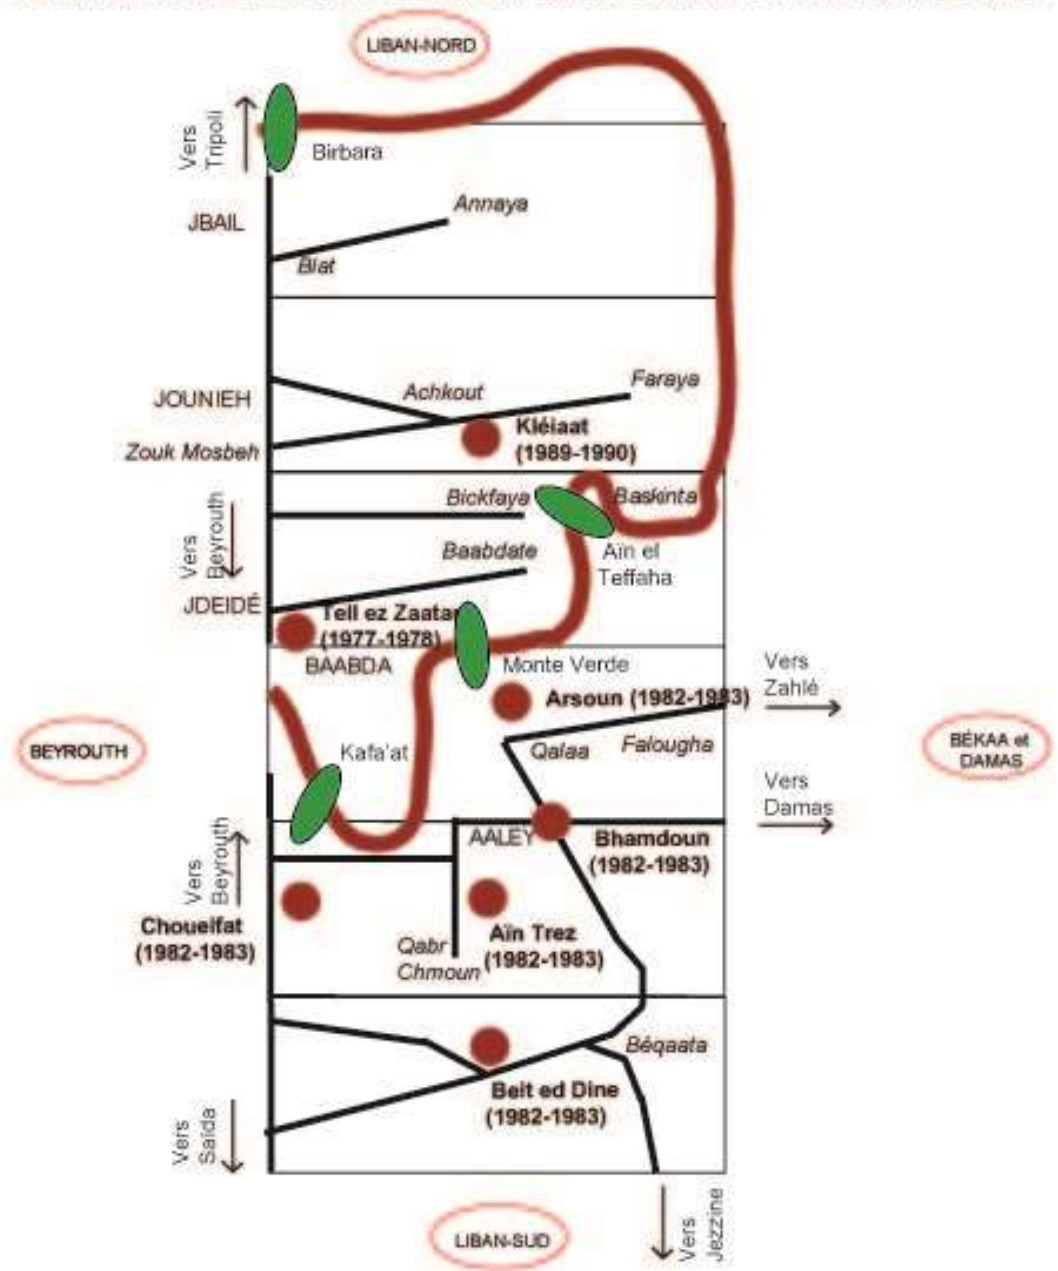 LIBAN-NORD
Vers
Tripoli
Birbara
JBAIL
Annaya
Blat
JOUNIEH
Achkout
Faraya
Zouk Mosbeh
Kléiaat
(1989-1990)
Bickfaya
Baskinta
Vers
Beyrouth
Baabdate
Aïn el
Teffaha
JDEIDÉ
Tell ez Zaatar
(1977-1978)
BAABDA
Monte Verde
Vers
Zahlé
Arsoun (1982-1983)
BEYROUTH
Kafa'at
Qalaa
Falougha
BÉKAA et
DAMAS
Vers
Damas
AALEY
Bhamdoun
(1982-1983)
Vers
Beyrouth
Choueifat
(1982-1983)
Qabr
Chmoun
Aïn Trez
(1982-1983)
Béqaata
Beit ed Dine
(1982-1983)
Vers
Saïda
LIBAN-SUD
Vers
Jezzine